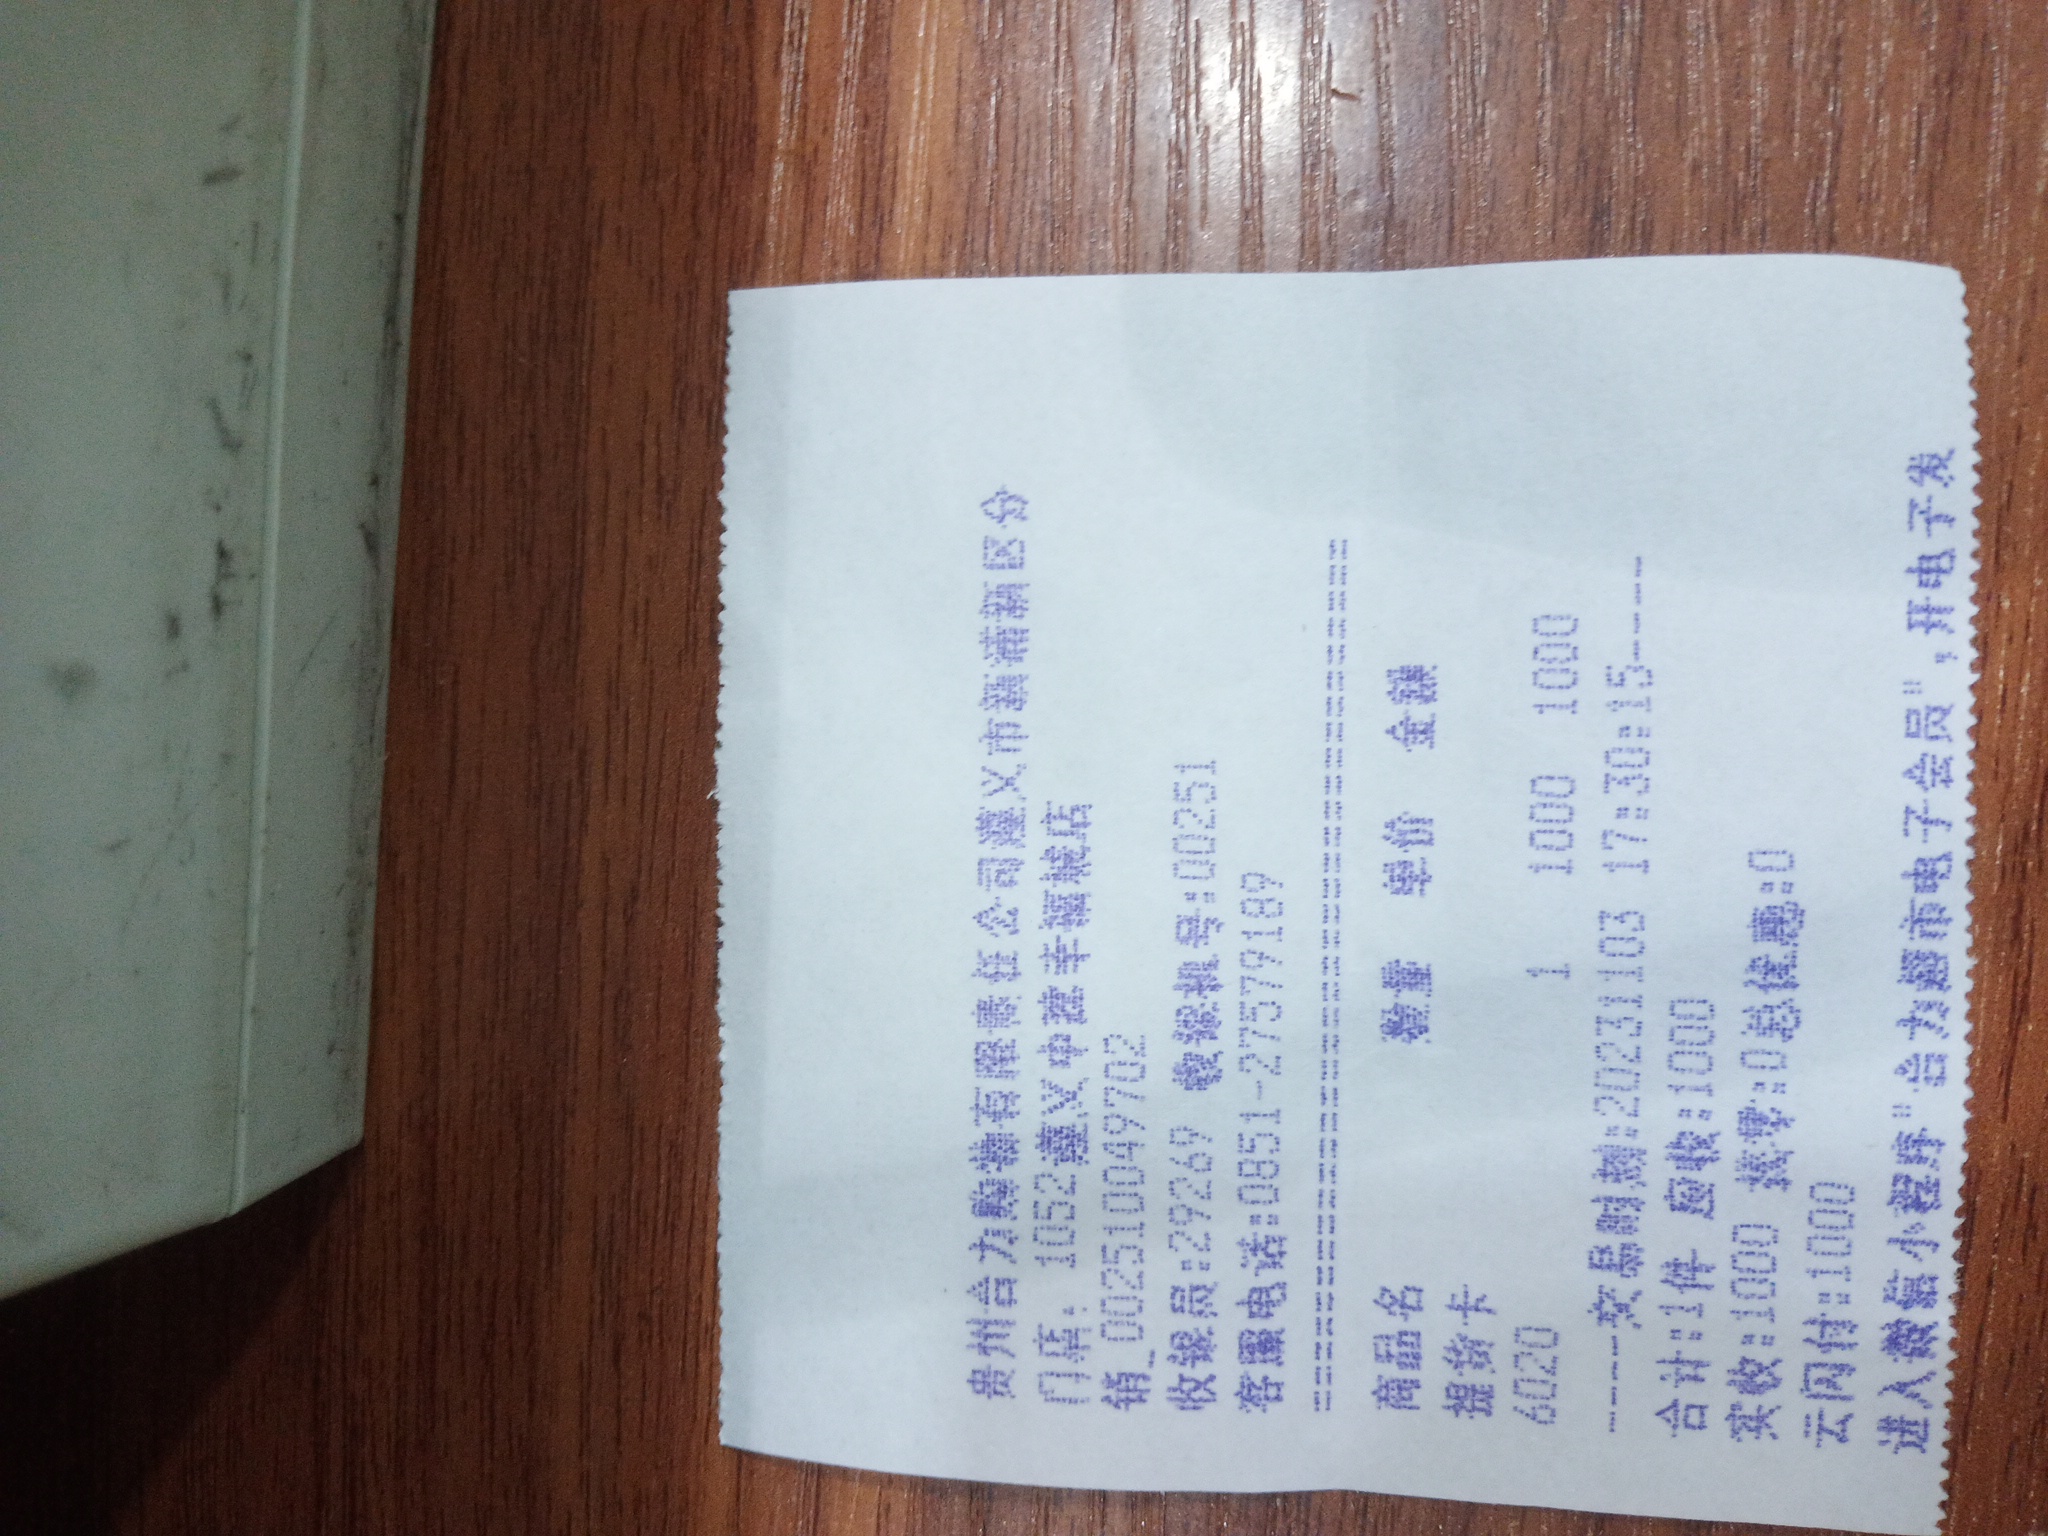 贵州合力购物有限责任公司遵义市新蒲新区分
门店: 1052遵义中建幸福城店
销_002510049702
收银员:29269 收银机号:00251
客服电话:0851-27579189
========================================
商品名 数量 单价 金额
提货卡
6020 1 1000 1000
----交易时刻:20231103 17:30:15----
合计:1件 应收:1000
实收:1000 找零:0总优惠:0
云闪付:1000
进入微信小程序"合力超市电子会员",开电子发